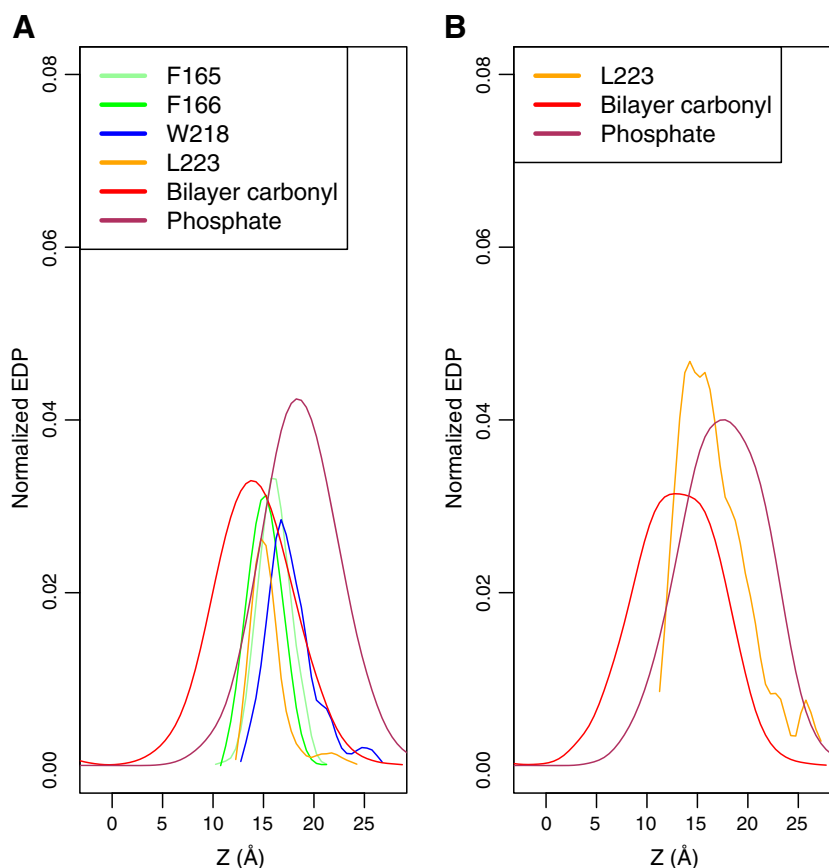 A
F165
F166
W218
L223
Bilayer carbonyl
Phosphate
Normalized EDP
0.00 0.02 0.04 0.06 0.08
0 5 10 15 20 25
Z (Å)
B
L223
Bilayer carbonyl
Phosphate
Normalized EDP
0.00 0.02 0.04 0.06 0.08
0 5 10 15 20 25
Z (Å)